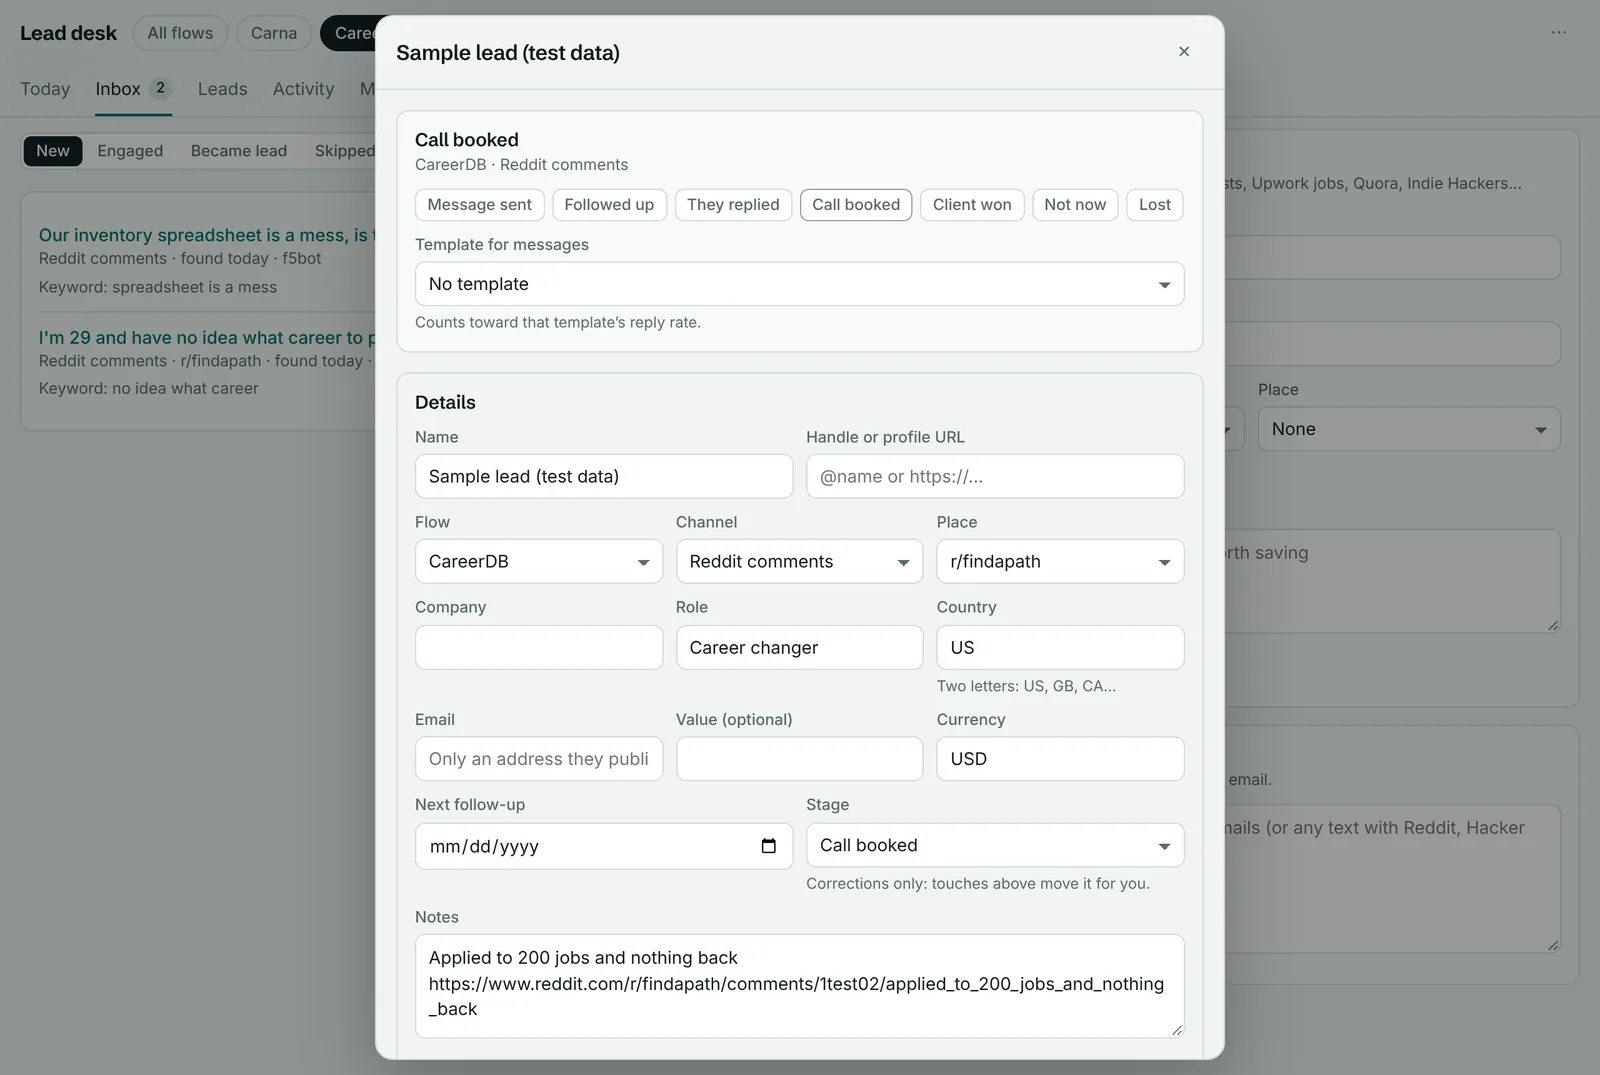 Lead desk
All flows
Carna
Caree
...
Today
Inbox 2
Leads
Activity
M
New
Engaged
Became lead
Skipped
Our inventory spreadsheet is a mess, is t
Reddit comments · found today · f5bot
Keyword: spreadsheet is a mess
I'm 29 and have no idea what career to p
Reddit comments · r/findapath · found today ·
Keyword: no idea what career
Sample lead (test data)
×
Call booked
CareerDB · Reddit comments
Message sent
Followed up
They replied
Call booked
Client won
Not now
Lost
Template for messages
No template
Counts toward that template’s reply rate.
Details
Name
Handle or profile URL
Sample lead (test data)
@name or https://...
Flow
Channel
Place
CareerDB
Reddit comments
r/findapath
Company
Role
Country
Career changer
US
Two letters: US, GB, CA...
Email
Value (optional)
Currency
Only an address they publi
USD
Next follow-up
Stage
mm/dd/yyyy
Call booked
Corrections only: touches above move it for you.
Notes
Applied to 200 jobs and nothing back
https://www.reddit.com/r/findapath/comments/1test02/applied_to_200_jobs_and_nothing
_back
sts, Upwork jobs, Quora, Indie Hackers...
Place
None
rth saving
email.
nails (or any text with Reddit, Hacker